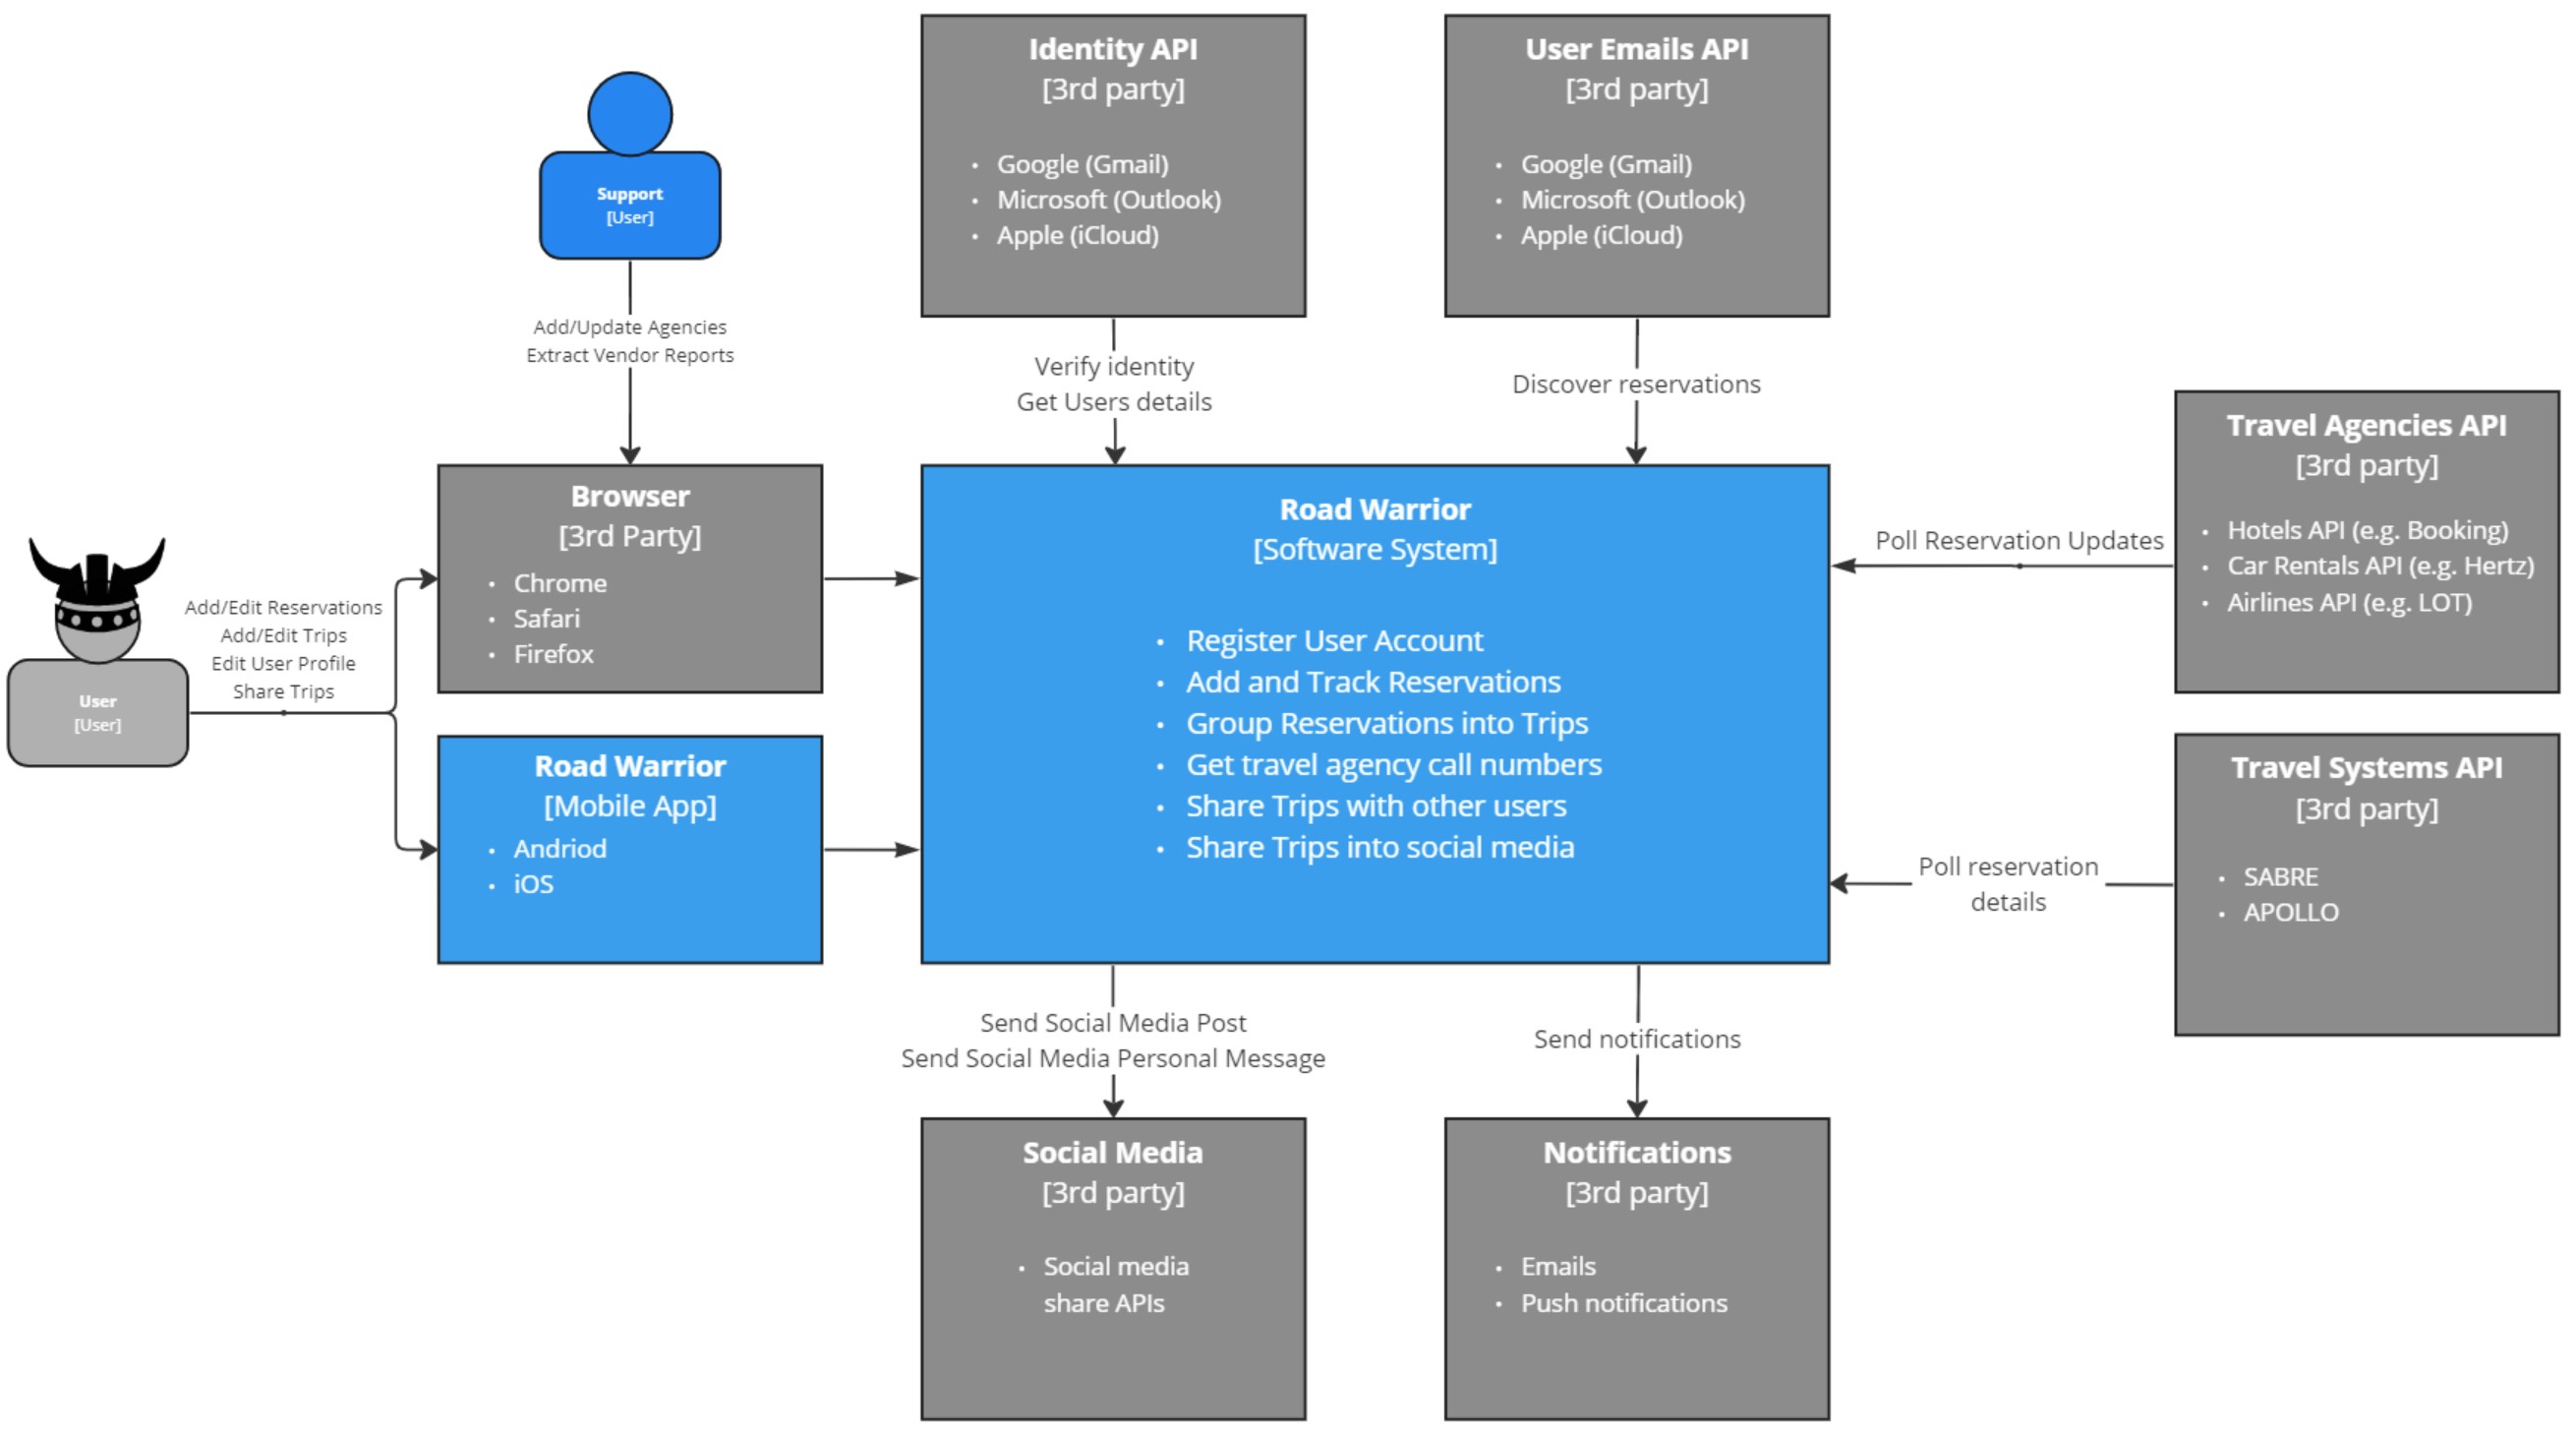 Identity API
[3rd party]
• Google (Gmail)
• Microsoft (Outlook)
• Apple (iCloud)
User Emails API
[3rd party]
• Google (Gmail)
• Microsoft (Outlook)
• Apple (iCloud)
Support
[User]
Add/Update Agencies
Extract Vendor Reports
Verify identity
Get Users details
Discover reservations
Travel Agencies API
[3rd party]
• Hotels API (e.g. Booking)
• Car Rentals API (e.g. Hertz)
• Airlines API (e.g. LOT)
Browser
[3rd Party]
• Chrome
• Safari
• Firefox
Road Warrior
[Software System]
• Register User Account
• Add and Track Reservations
• Group Reservations into Trips
• Get travel agency call numbers
• Share Trips with other users
• Share Trips into social media
Poll Reservation Updates
Add/Edit Reservations
Add/Edit Trips
Edit User Profile
Share Trips
User
[User]
Road Warrior
[Mobile App]
• Andriod
• iOS
Travel Systems API
[3rd party]
• SABRE
• APOLLO
Poll reservation
details
Send Social Media Post
Send Social Media Personal Message
Send notifications
Social Media
[3rd party]
• Social media
share APIs
Notifications
[3rd party]
• Emails
• Push notifications